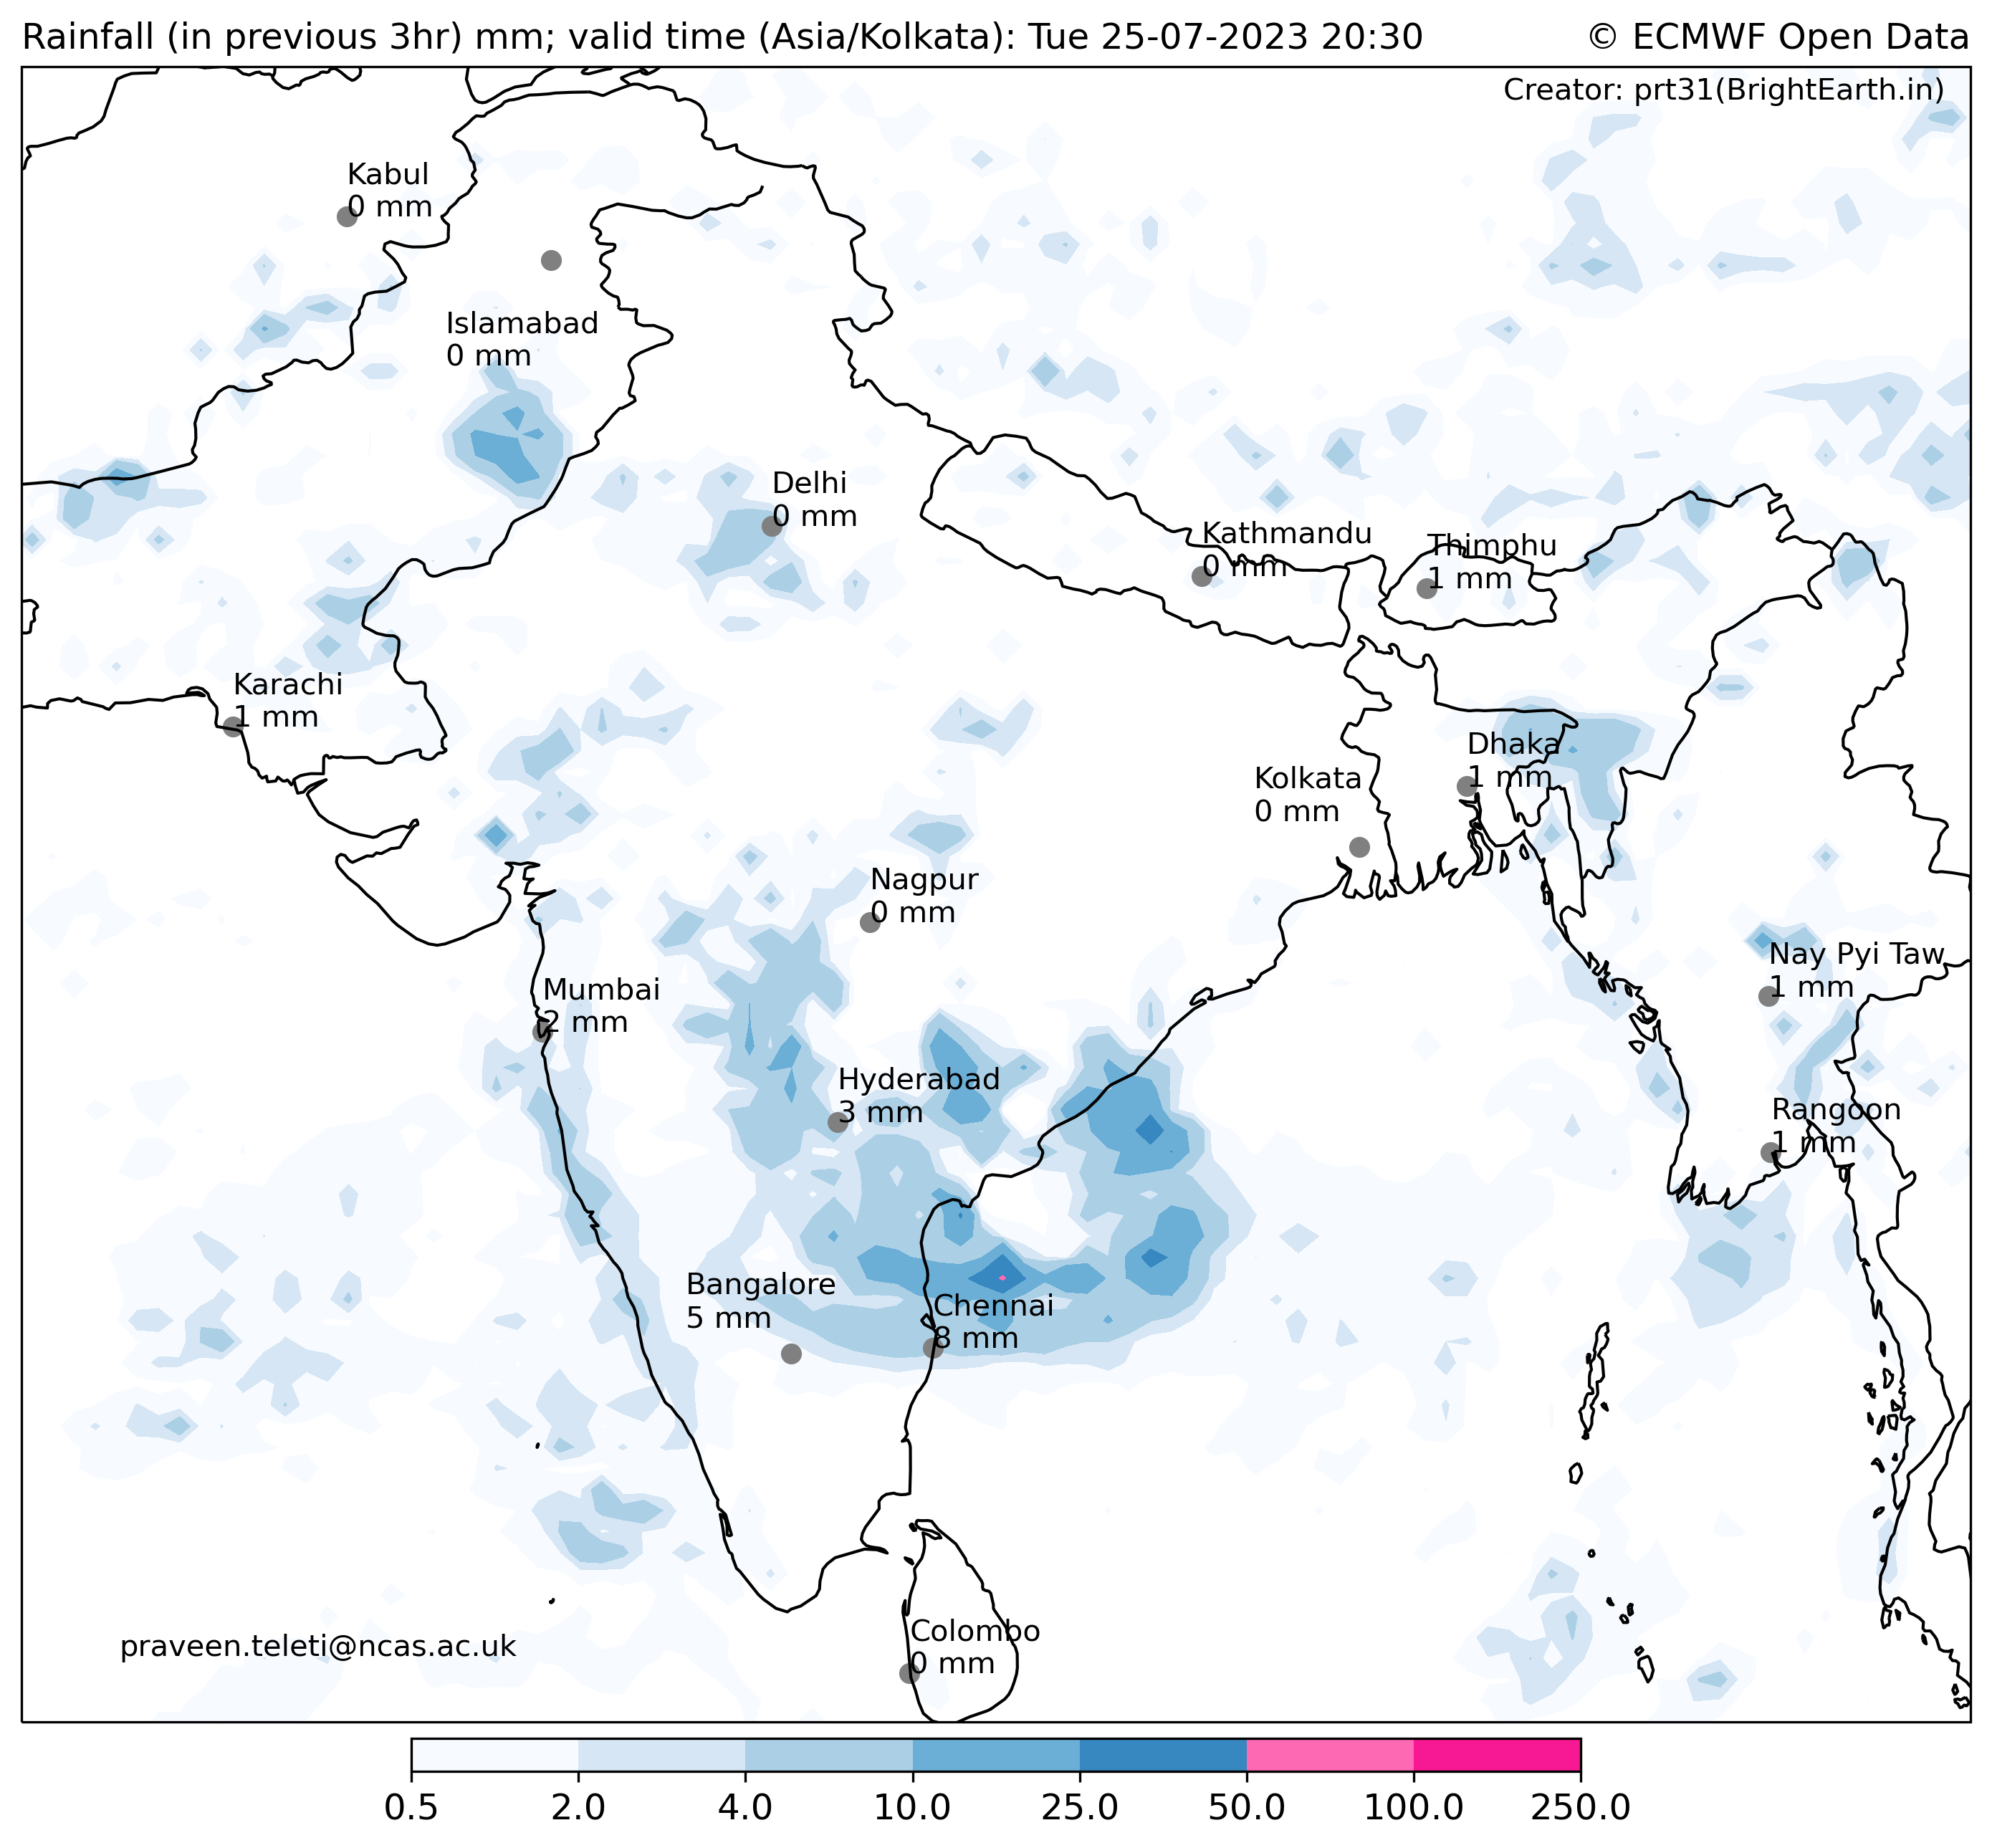 Rainfall (in previous 3hr) mm; valid time (Asia/Kolkata): Tue 25-07-2023 20:30
© ECMWF Open Data
Creator: prt31(BrightEarth.in)
Kabul
0 mm
Islamabad
0 mm
Delhi
0 mm
Kathmandu
0 mm
Thimphu
1 mm
Karachi
1 mm
Dhaka
1 mm
Kolkata
0 mm
Nagpur
0 mm
Nay Pyi Taw
1 mm
Mumbai
2 mm
Hyderabad
3 mm
Rangoon
1 mm
Bangalore
5 mm
Chennai
8 mm
Colombo
0 mm
praveen.teleti@ncas.ac.uk
0.5 2.0 4.0 10.0 25.0 50.0 100.0 250.0